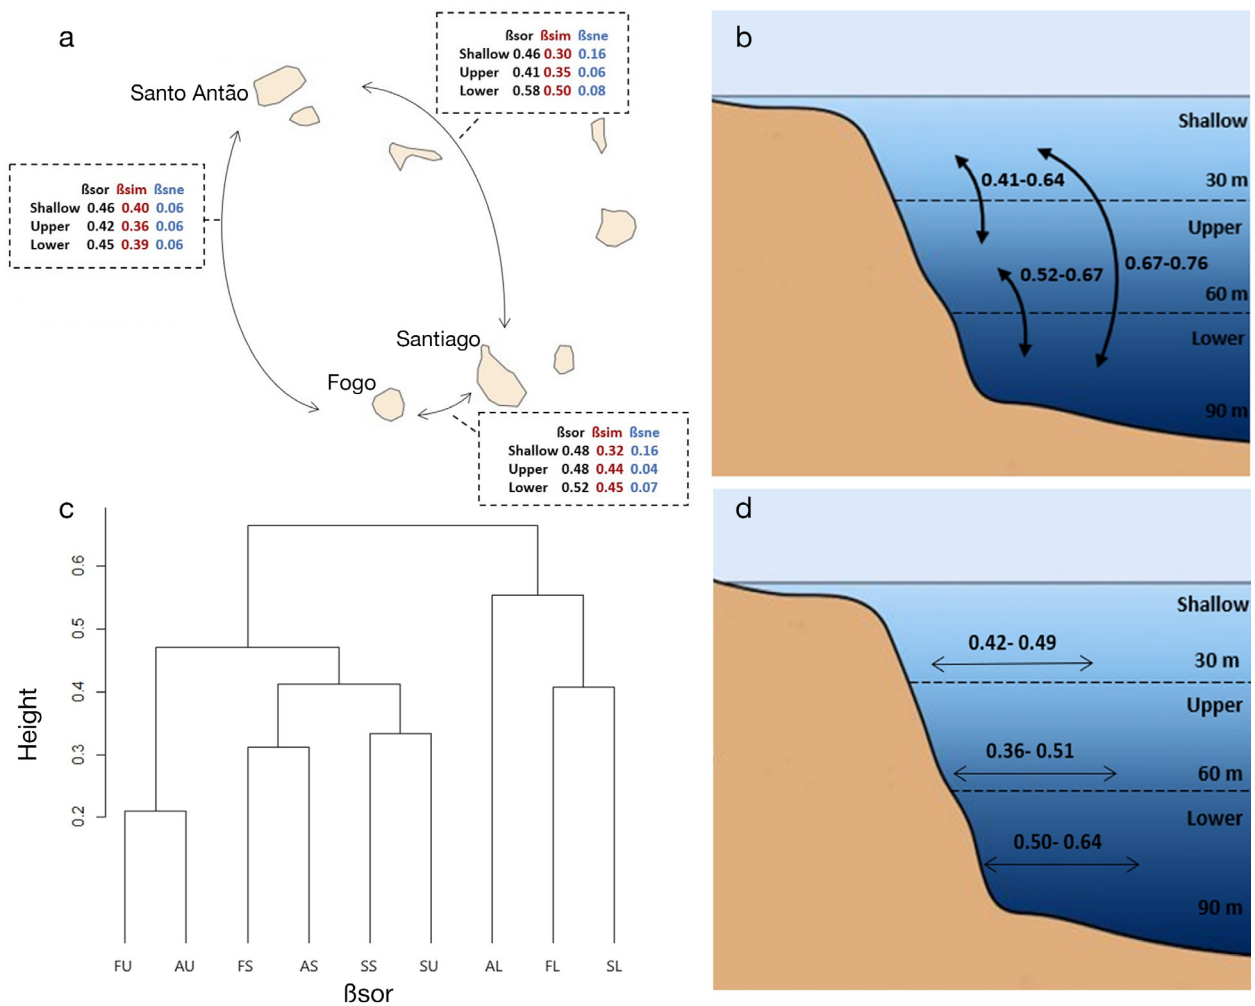 a
Santo Antão
ßsor ßsim ßsne
Shallow 0.46 0.30 0.16
Upper 0.41 0.35 0.06
Lower 0.58 0.50 0.08
ßsor ßsim ßsne
Shallow 0.46 0.40 0.06
Upper 0.42 0.36 0.06
Lower 0.45 0.39 0.06
Santiago
Fogo
ßsor ßsim ßsne
Shallow 0.48 0.32 0.16
Upper 0.48 0.44 0.04
Lower 0.52 0.45 0.07
b
Shallow
0.41-0.64
30 m
Upper
0.52-0.67
0.67-0.76
60 m
Lower
90 m
c
Height
0.6
0.5
0.4
0.3
0.2
FU AU FS AS SS SU AL FL SL
ßsor
d
Shallow
0.42- 0.49
30 m
Upper
0.36- 0.51
60 m
Lower
0.50- 0.64
90 m